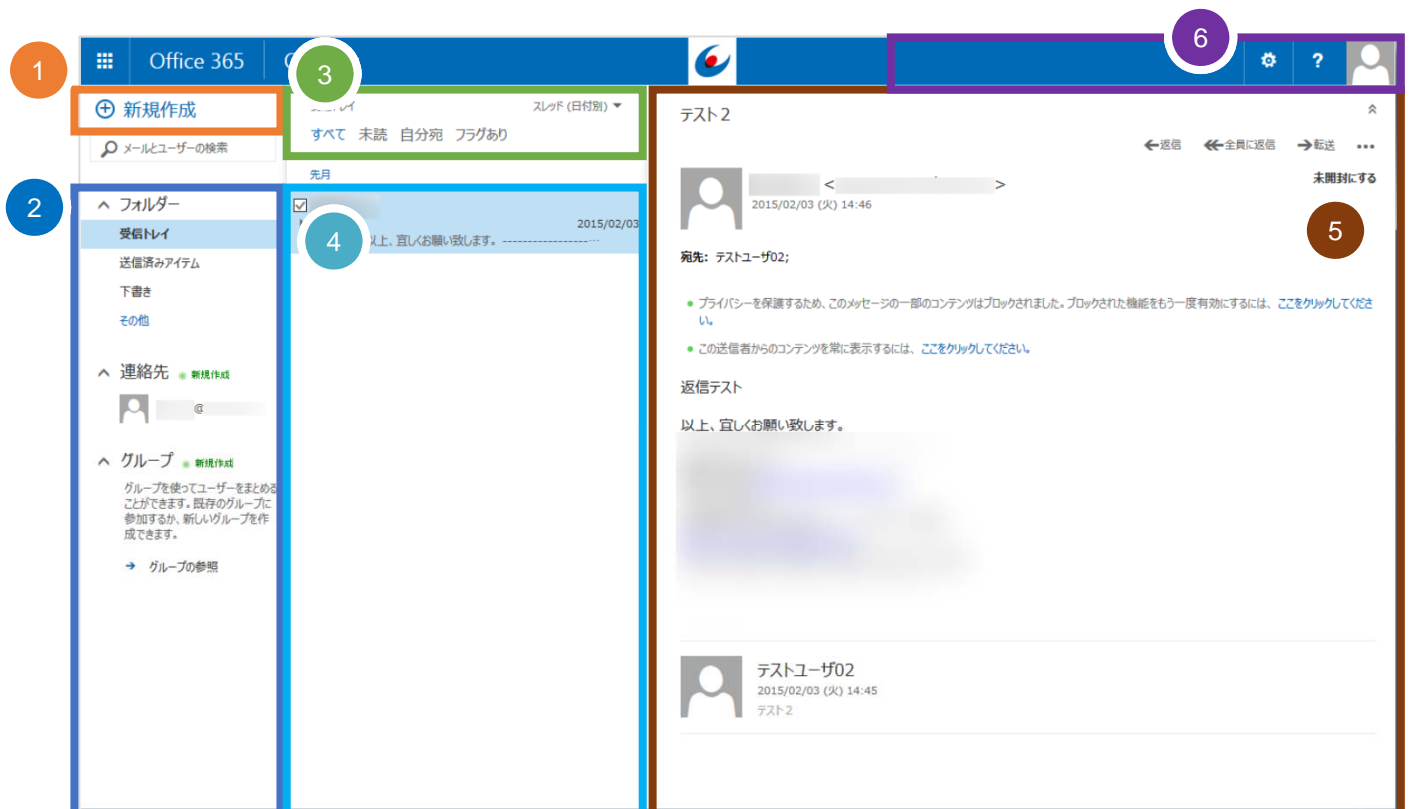 6
1
Office 365
?
3
新規作成
スレッド (日付別)
すべて 未読 自分宛 フラグあり
メールとユーザーの検索
先月
2
フォルダー
受信トレイ
送信済みアイテム
下書き
その他
連絡先 新規作成
@
グループ 新規作成
グループを使ってユーザーをまとめる
ことができます。既存のグループに
参加するか、新しいグループを作
成できます。
グループの参照
4
2015/02/03
以上、宜しくお願い致します。 ------------------…
テスト2
返信 全員に返信 転送 •••
未開封にする
5
< >
2015/02/03 (火) 14:46
宛先: テストユーザ02;
プライバシーを保護するため、このメッセージの一部のコンテンツはブロックされました。ブロックされた機能をもう一度有効にするには、ここをクリックしてくださ
い。
この送信者からのコンテンツを常に表示するには、ここをクリックしてください。
返信テスト
以上、宜しくお願い致します。
テストユーザ02
2015/02/03 (火) 14:45
テスト2